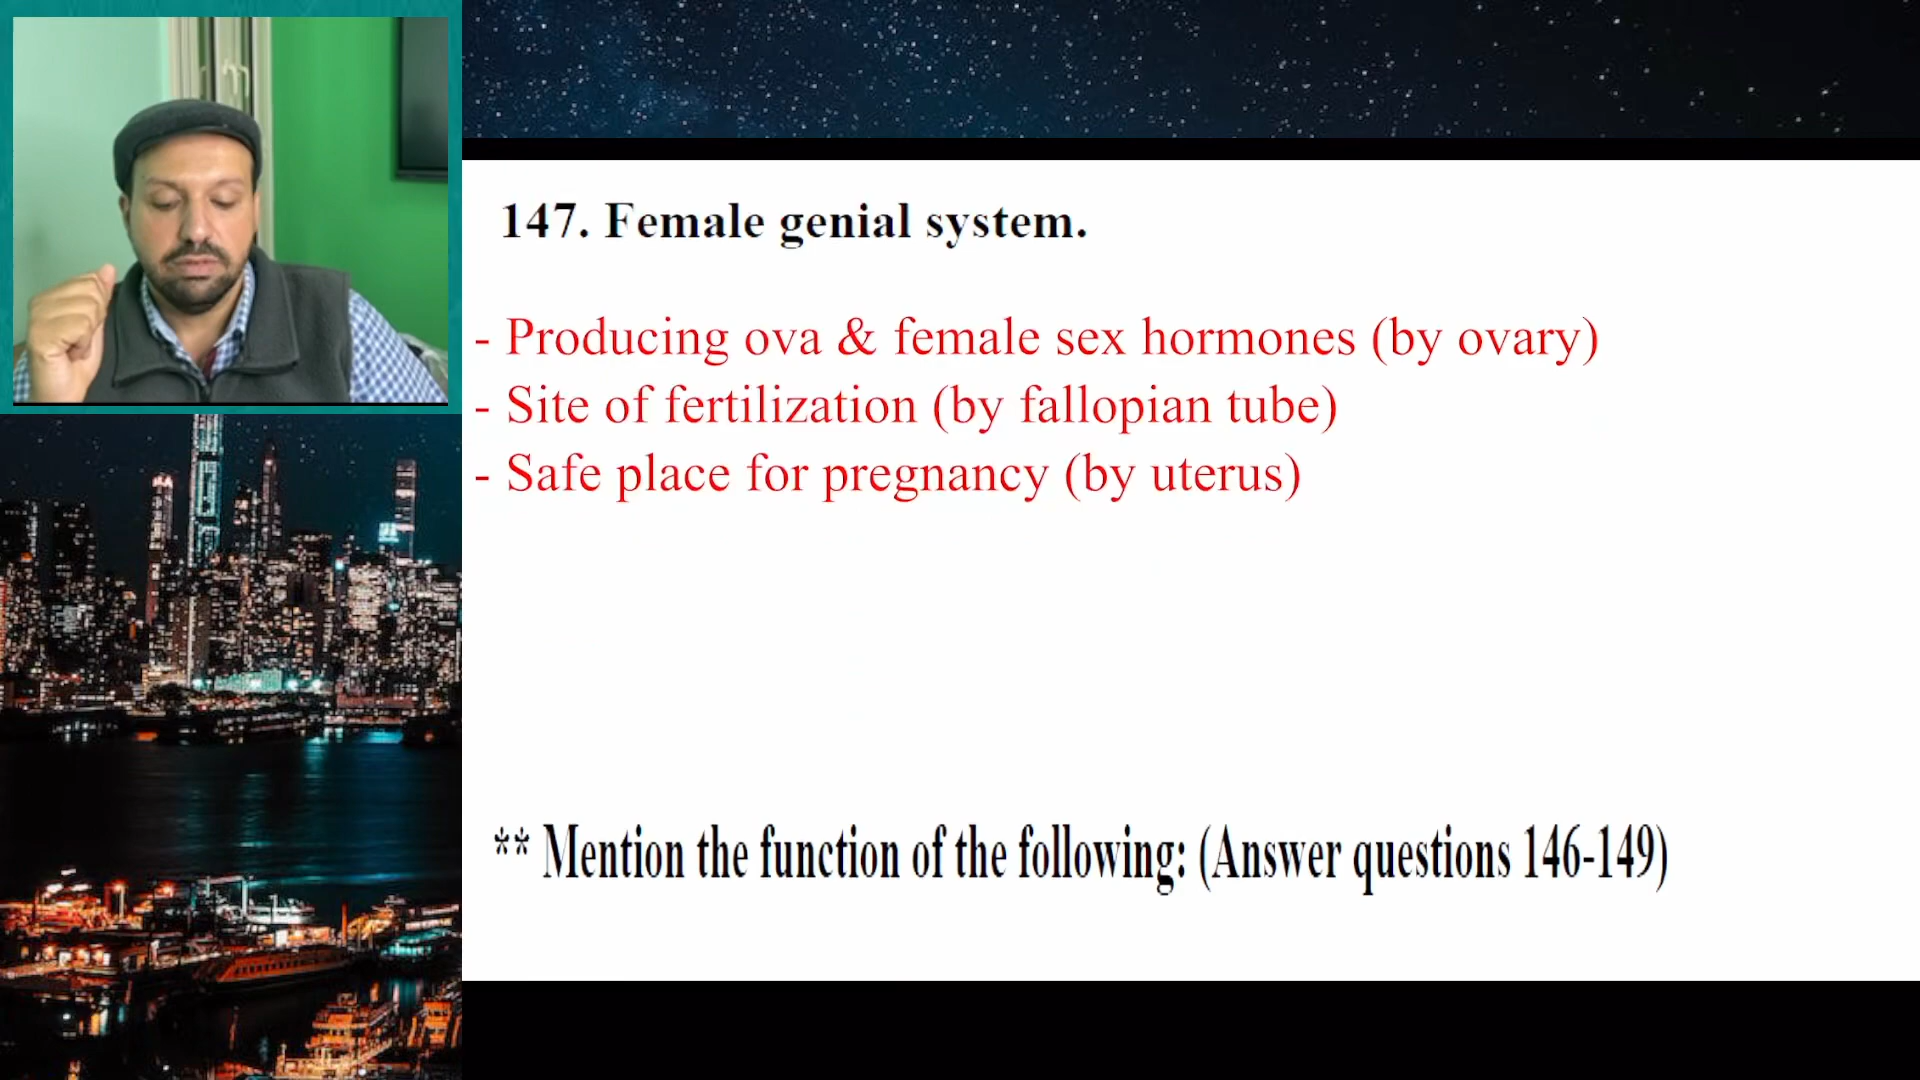 147. Female genial system.
- Producing ova & female sex hormones (by ovary)
- Site of fertilization (by fallopian tube)
- Safe place for pregnancy (by uterus)
** Mention the function of the following: (Answer questions 146-149)